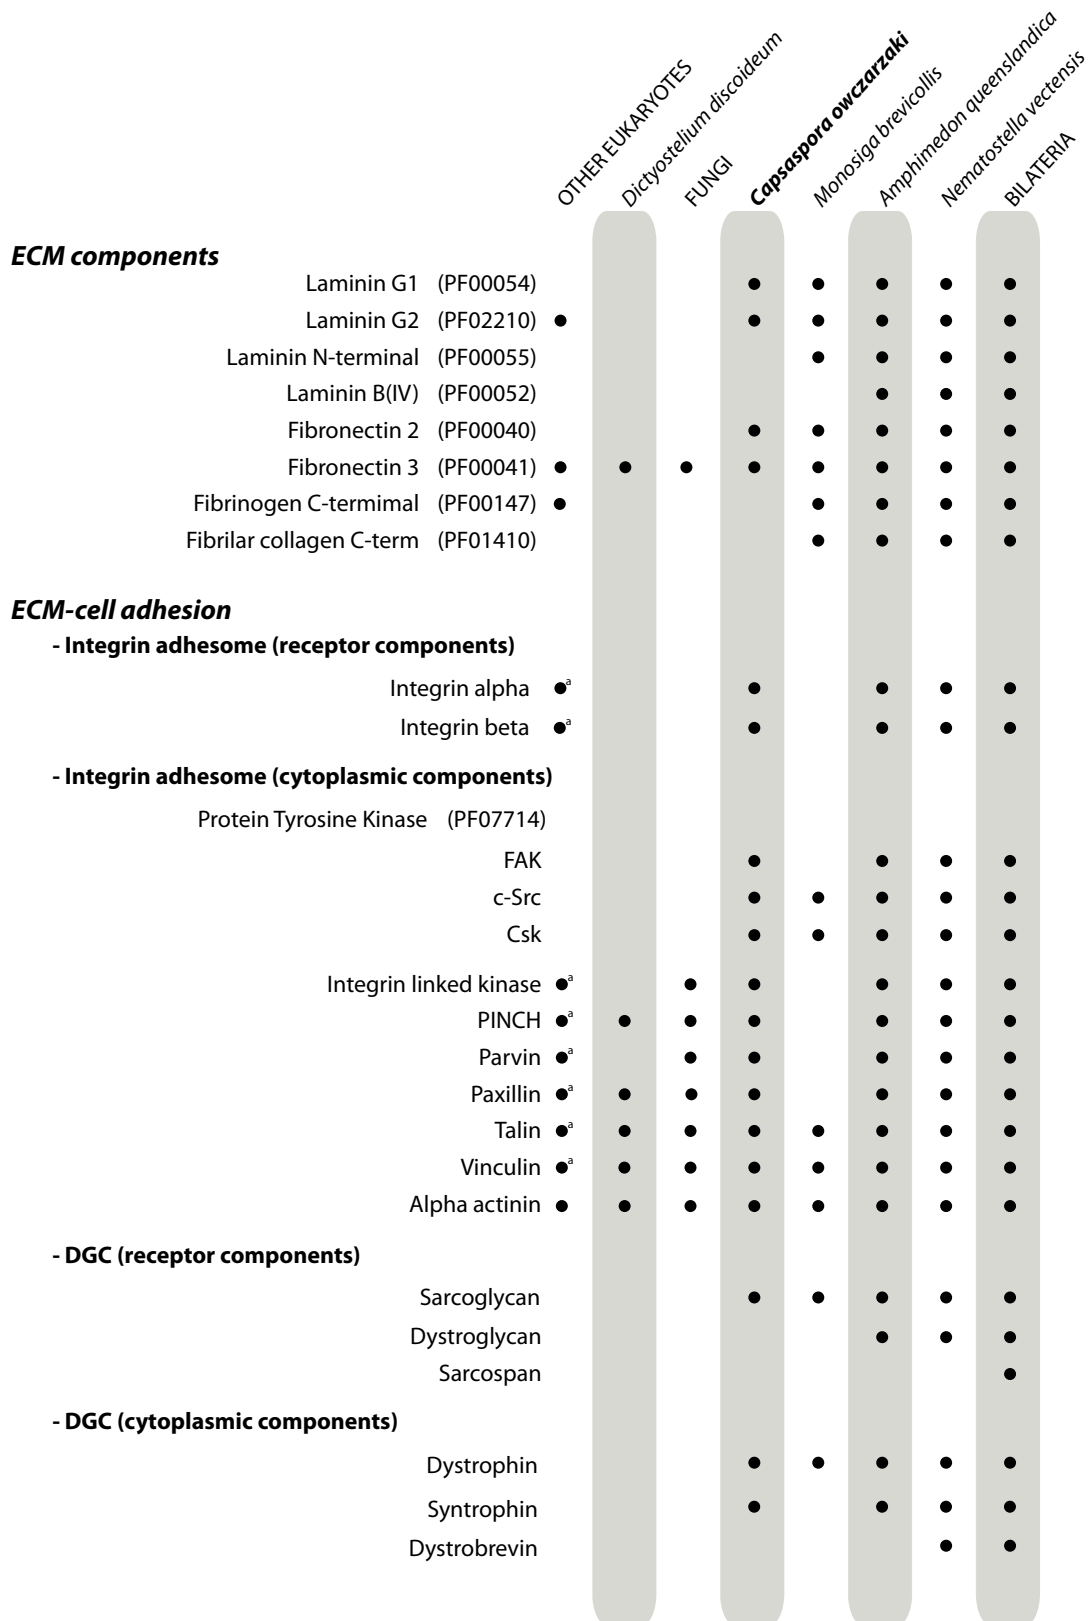 OTHER EUKARYOTES
Dictyostelium discoideum
FUNGI
Capsaspora owczarzaki
Monosiga brevicollis
Amphimedon queenslandica
Nematostella vectensis
BILATERIA
ECM components
Laminin G1 (PF00054) ● ● ● ● ●
Laminin G2 (PF02210) ● ● ● ● ● ●
Laminin N-terminal (PF00055) ● ● ● ●
Laminin B(IV) (PF00052) ● ● ●
Fibronectin 2 (PF00040) ● ● ● ● ●
Fibronectin 3 (PF00041) ● ● ● ● ● ● ● ●
Fibrinogen C-termimal (PF00147) ● ● ● ● ●
Fibrilar collagen C-term (PF01410) ● ● ● ●
ECM-cell adhesion
- Integrin adhesome (receptor components)
Integrin alpha ●a ● ● ● ●
Integrin beta ●a ● ● ● ●
- Integrin adhesome (cytoplasmic components)
Protein Tyrosine Kinase (PF07714)
FAK ● ● ● ●
c-Src ● ● ● ● ●
Csk ● ● ● ● ●
Integrin linked kinase ●a ● ● ● ● ●
PINCH ●a ● ● ● ● ● ●
Parvin ●a ● ● ● ● ●
Paxillin ●a ● ● ● ● ● ●
Talin ●a ● ● ● ● ● ● ●
Vinculin ●a ● ● ● ● ● ● ●
Alpha actinin ● ● ● ● ● ● ● ●
- DGC (receptor components)
Sarcoglycan ● ● ● ● ●
Dystroglycan ● ● ●
Sarcospan ●
- DGC (cytoplasmic components)
Dystrophin ● ● ● ● ●
Syntrophin ● ● ● ●
Dystrobrevin ● ●